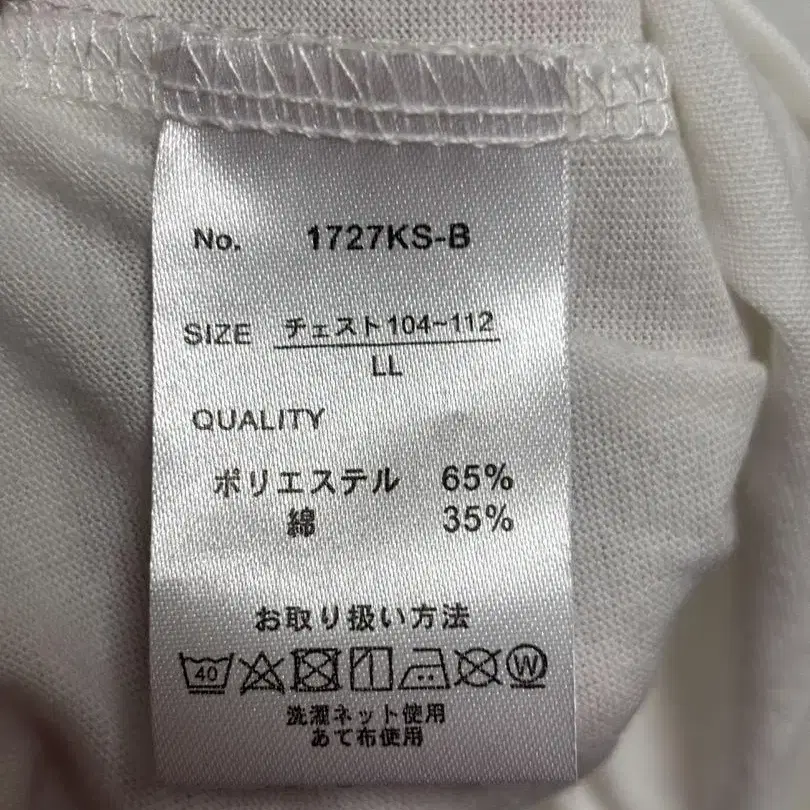 No. 1727KS-B
SIZE チェスト104~112
LL
QUALITY
ポリエステル 65%
綿 35%
お取り扱い方法
40 W
洗濯ネット使用
あて布使用